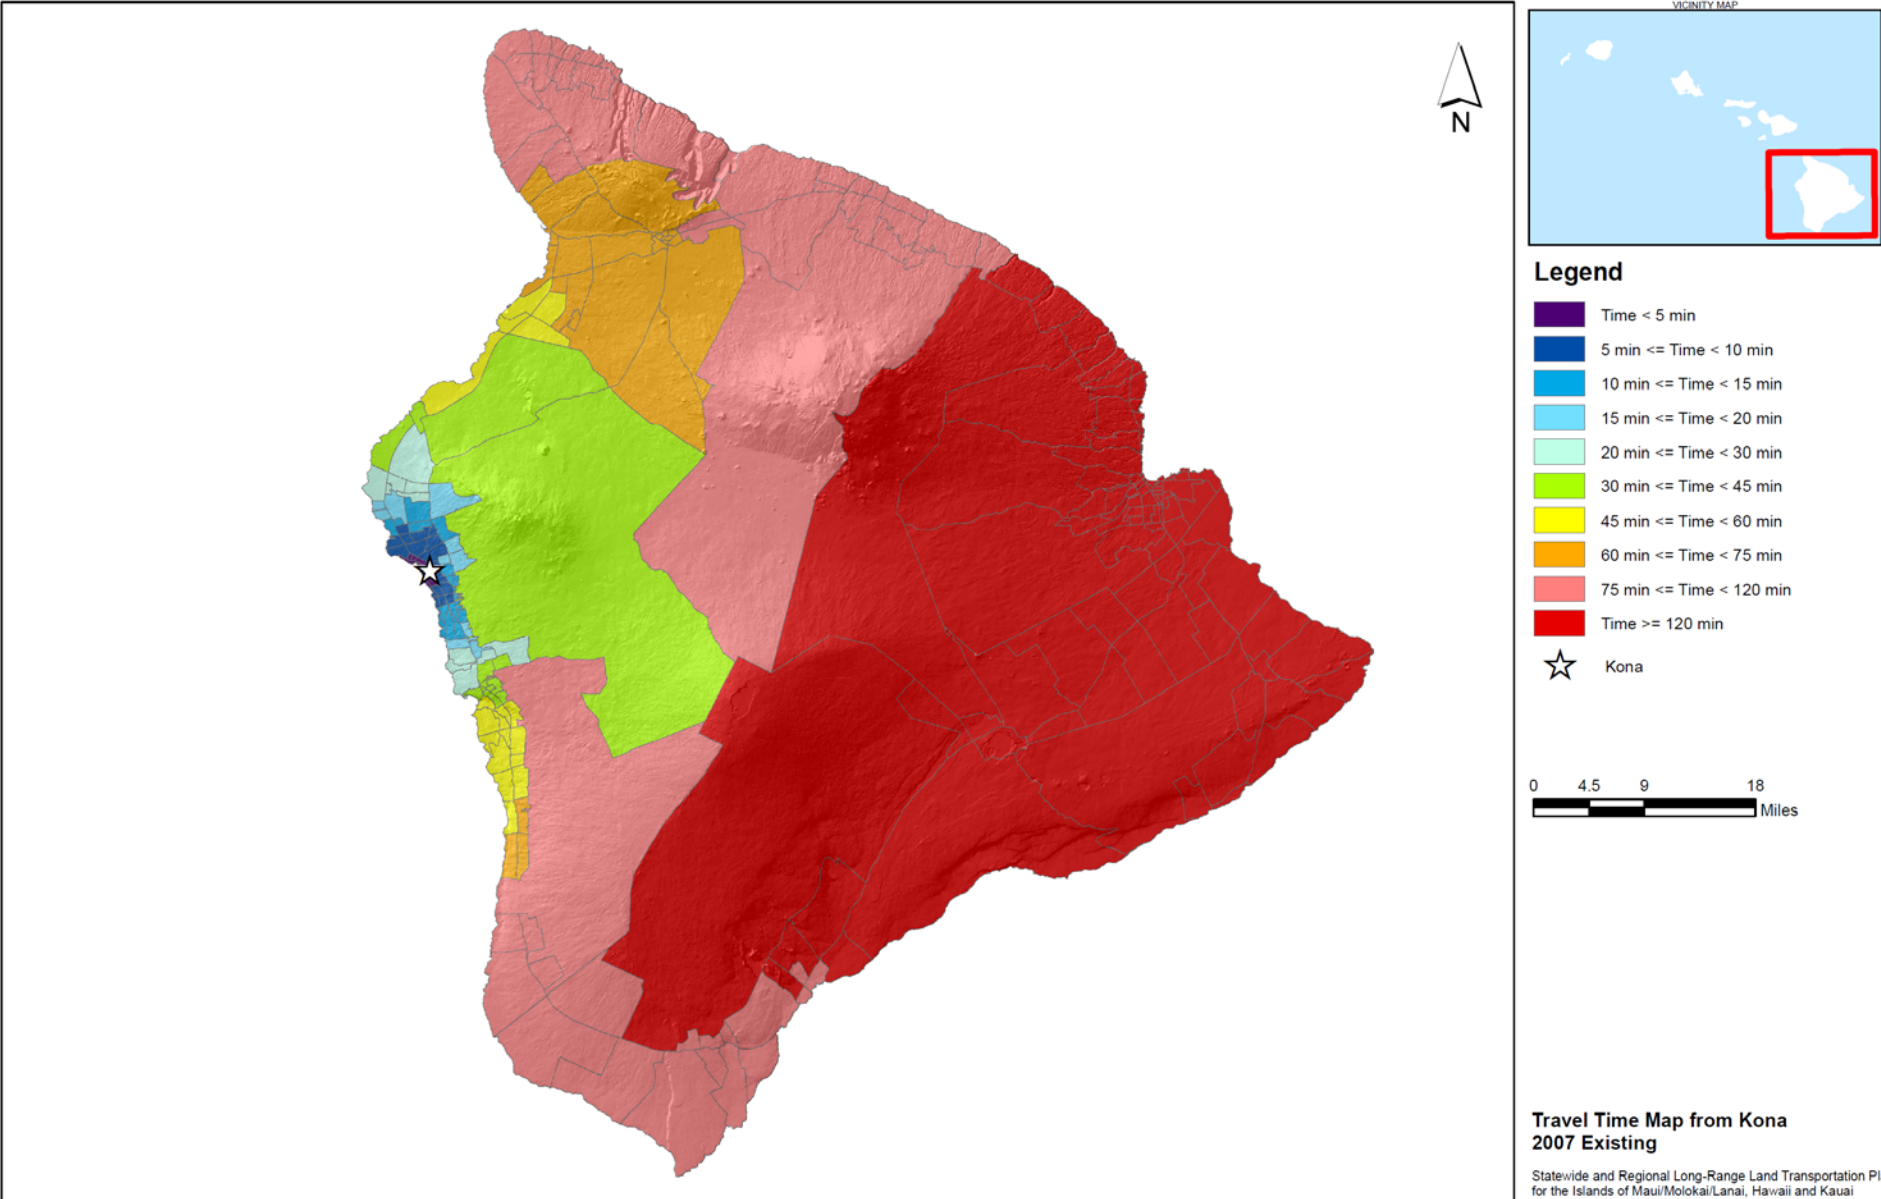 VICINITY MAP
N
Legend
Time < 5 min
5 min <= Time < 10 min
10 min <= Time < 15 min
15 min <= Time < 20 min
20 min <= Time < 30 min
30 min <= Time < 45 min
45 min <= Time < 60 min
60 min <= Time < 75 min
75 min <= Time < 120 min
Time >= 120 min
Kona
0 4.5 9 18
Miles
Travel Time Map from Kona
2007 Existing
Statewide and Regional Long-Range Land Transportation Pl
for the Islands of Maui/Molokai/Lanai, Hawaii and Kauai